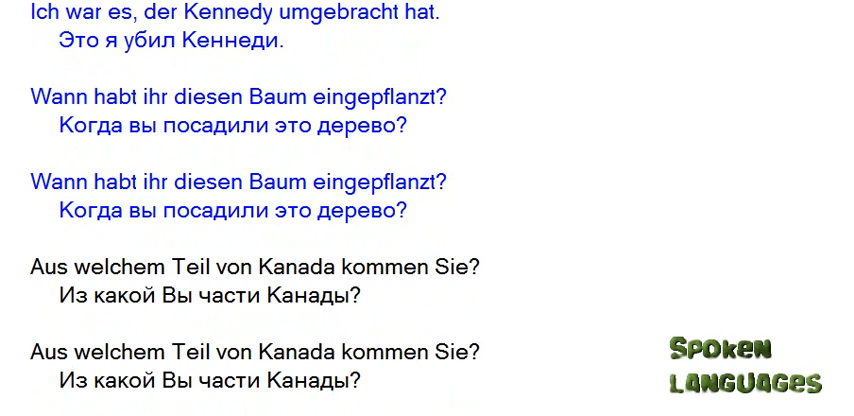 Ich war es, der Kennedy umgebracht hat.
Это я убил Кеннеди.
Wann habt ihr diesen Baum eingepflanzt?
Когда вы посадили это дерево?
Wann habt ihr diesen Baum eingepflanzt?
Когда вы посадили это дерево?
Aus welchem Teil von Kanada kommen Sie?
Из какой Вы части Канады?
Aus welchem Teil von Kanada kommen Sie?
Из какой Вы части Канады?
Spoken
Languages